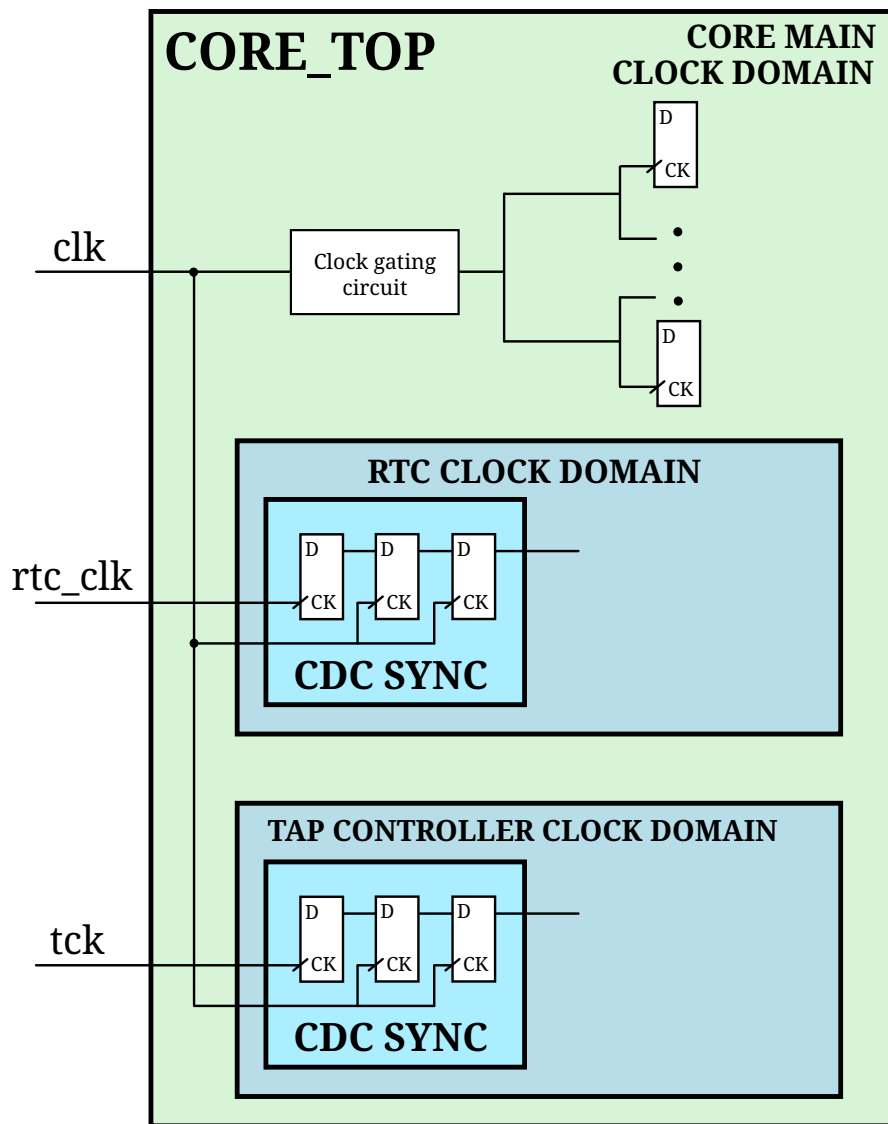 CORE_TOP
CORE MAIN
CLOCK DOMAIN
D
CK
clk
Clock gating
circuit
D
CK
RTC CLOCK DOMAIN
D D D
rtc_clk
CK CK CK
CDC SYNC
TAP CONTROLLER CLOCK DOMAIN
D D D
tck
CK CK CK
CDC SYNC